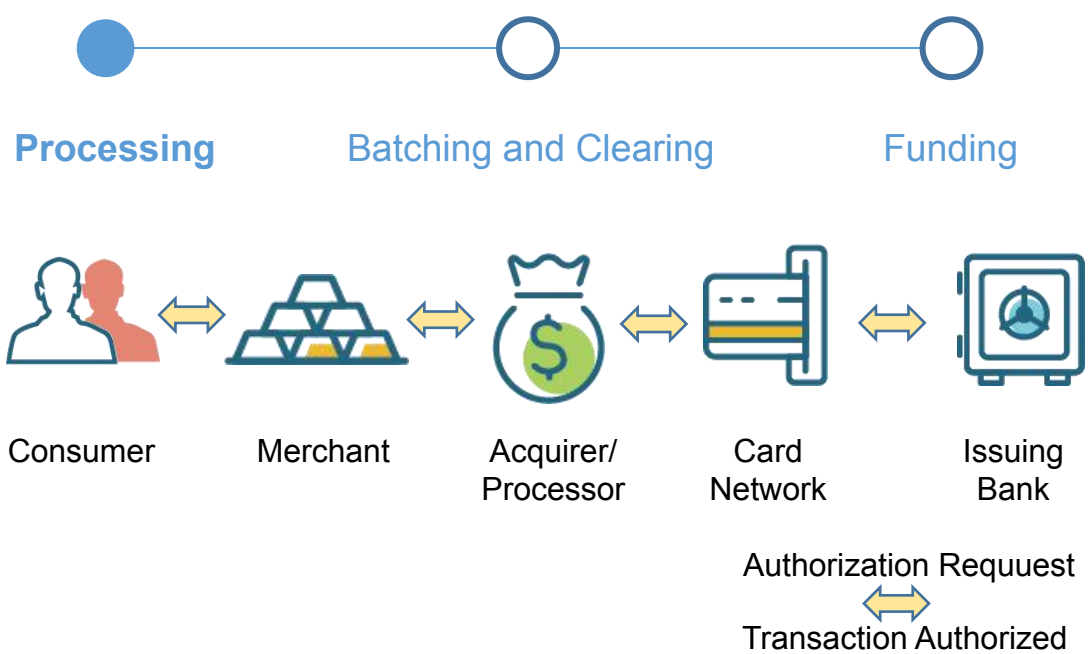 Processing
Batching and Clearing
Funding
$
Consumer
Merchant
Acquirer/
Processor
Card
Network
Issuing
Bank
Authorization Requuest
Transaction Authorized